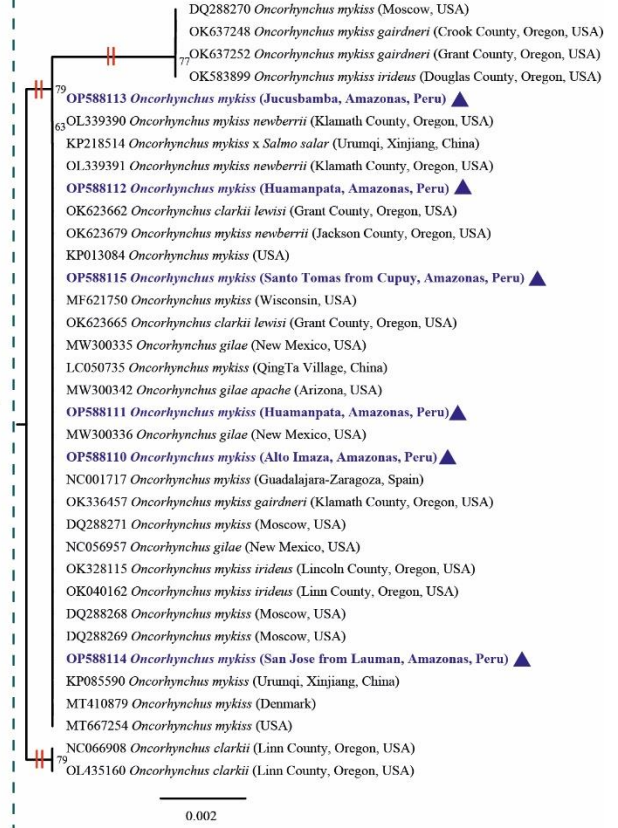 DQ288270 Oncorhynchus mykiss (Moscow, USA)
OK637248 Oncorhynchus mykiss gairdneri (Crook County, Oregon, USA)
OK637252 Oncorhynchus mykiss gairdneri (Grant County, Oregon, USA)
77
OK583899 Oncorhynchus mykiss irideus (Douglas County, Oregon, USA)
79
OP588113 Oncorhynchus mykiss (Jucusbamba, Amazonas, Peru)
63
OL339390 Oncorhynchus mykiss newberrii (Klamath County, Oregon, USA)
KP218514 Oncorhynchus mykiss x Salmo salar (Urumqi, Xinjiang, China)
OL339391 Oncorhynchus mykiss newberrii (Klamath County, Oregon, USA)
OP588112 Oncorhynchus mykiss (Huamanpata, Amazonas, Peru)
OK623662 Oncorhynchus clarkii lewisi (Grant County, Oregon, USA)
OK623679 Oncorhynchus mykiss newberrii (Jackson County, Oregon, USA)
KP013084 Oncorhynchus mykiss (USA)
OP588115 Oncorhynchus mykiss (Santo Tomas from Cupuy, Amazonas, Peru)
MF621750 Oncorhynchus mykiss (Wisconsin, USA)
OK623665 Oncorhynchus clarkii lewisi (Grant County, Oregon, USA)
MW300335 Oncorhynchus gilae (New Mexico, USA)
LC050735 Oncorhynchus mykiss (QingTa Village, China)
MW300342 Oncorhynchus gilae apache (Arizona, USA)
OP588111 Oncorhynchus mykiss (Huamanpata, Amazonas, Peru)
MW300336 Oncorhynchus gilae (New Mexico, USA)
OP588110 Oncorhynchus mykiss (Alto Imaza, Amazonas, Peru)
NC001717 Oncorhynchus mykiss (Guadalajara-Zaragoza, Spain)
OK336457 Oncorhynchus mykiss gairdneri (Klamath County, Oregon, USA)
DQ288271 Oncorhynchus mykiss (Moscow, USA)
NC056957 Oncorhynchus gilae (New Mexico, USA)
OK328115 Oncorhynchus mykiss irideus (Lincoln County, Oregon, USA)
OK040162 Oncorhynchus mykiss irideus (Linn County, Oregon, USA)
DQ288268 Oncorhynchus mykiss (Moscow, USA)
DQ288269 Oncorhynchus mykiss (Moscow, USA)
OP588114 Oncorhynchus mykiss (San Jose from Lauman, Amazonas, Peru)
KP085590 Oncorhynchus mykiss (Urumqi, Xinjiang, China)
MT410879 Oncorhynchus mykiss (Denmark)
MT667254 Oncorhynchus mykiss (USA)
NC066908 Oncorhynchus clarkii (Linn County, Oregon, USA)
79
OL435160 Oncorhynchus clarkii (Linn County, Oregon, USA)
0.002